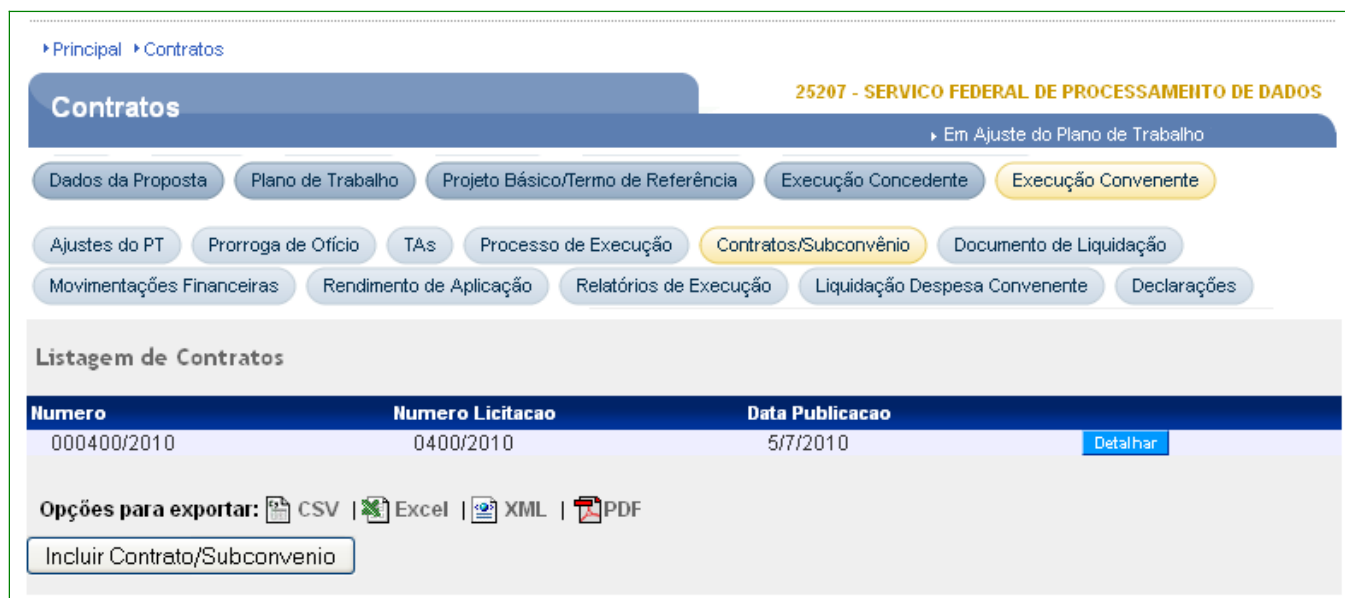 Principal Contratos
25207 - SERVICO FEDERAL DE PROCESSAMENTO DE DADOS
Contratos
Em Ajuste do Plano de Trabalho
Dados da Proposta Plano de Trabalho Projeto Básico/Termo de Referência Execução Concedente Execução Convenente
Ajustes do PT Prorroga de Ofício TAs Processo de Execução Contratos/Subconvênio Documento de Liquidação
Movimentações Financeiras Rendimento de Aplicação Relatórios de Execução Liquidação Despesa Convenente Declarações
Listagem de Contratos
Numero Numero Licitacao Data Publicacao
000400/2010 0400/2010 5/7/2010 Detalhar
Opções para exportar: CSV | Excel | XML | PDF
Incluir Contrato/Subconvenio